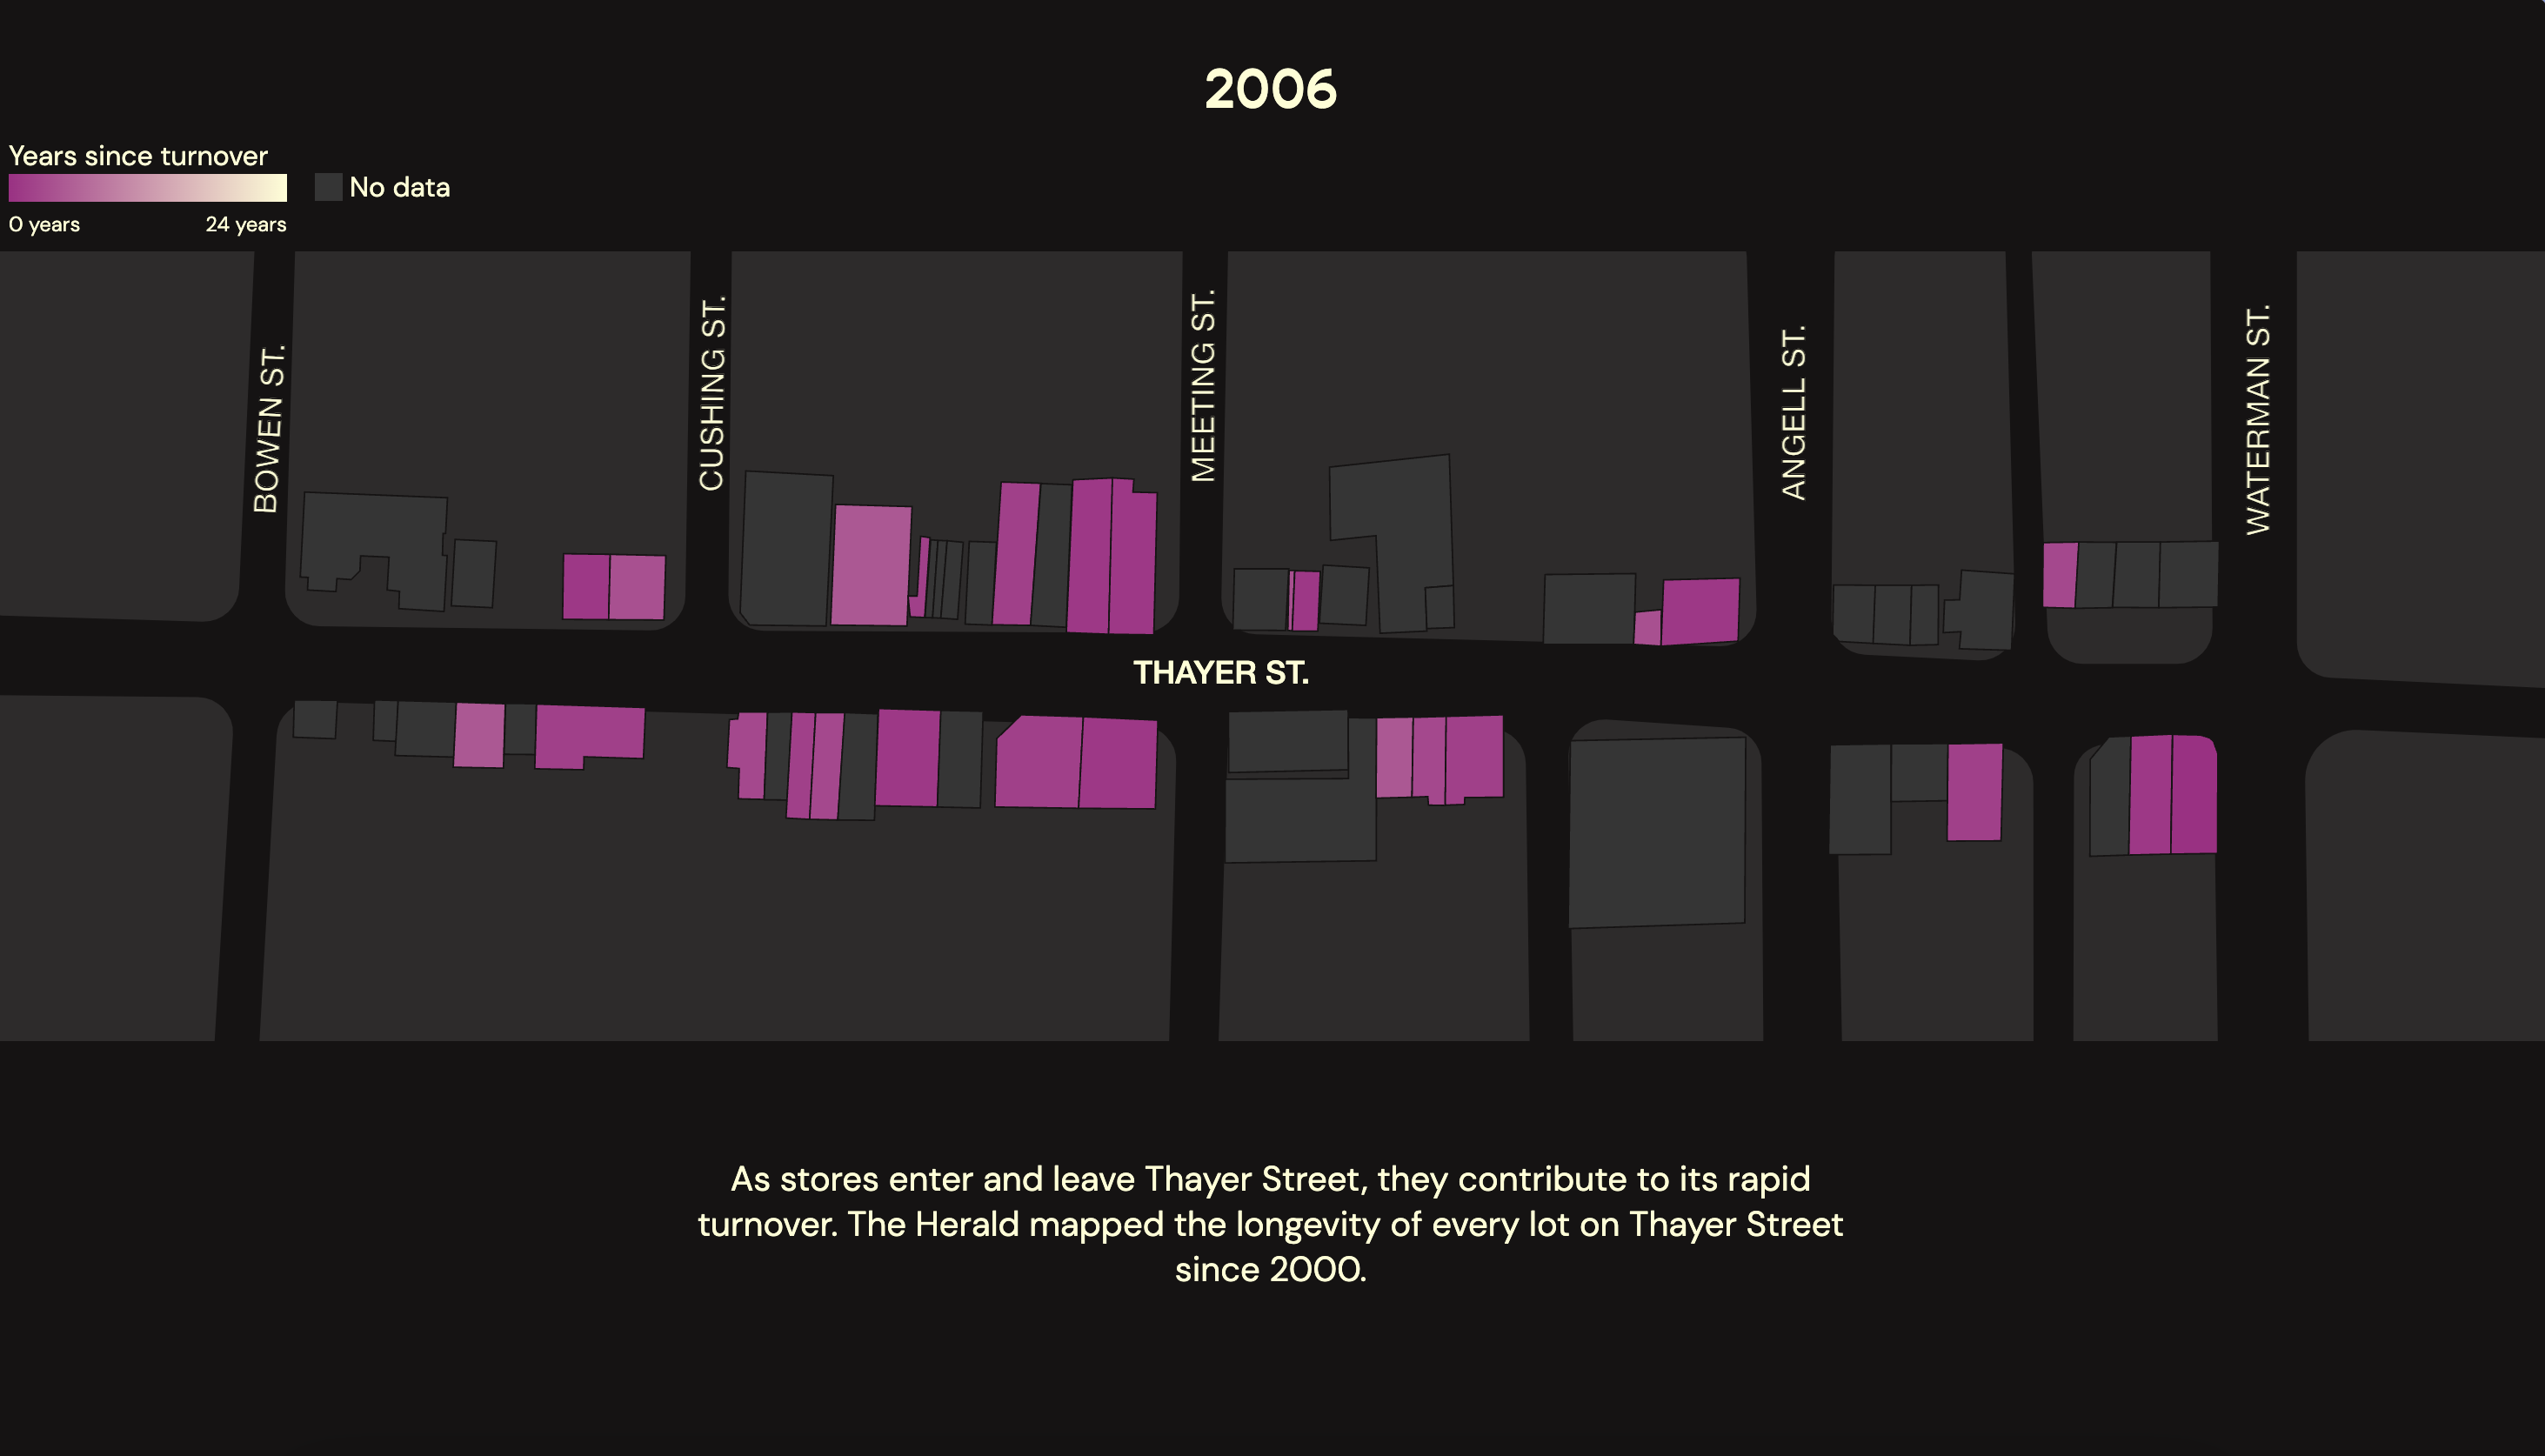 2006
Years since turnover
No data
0 years
24 years
BOWEN ST.
CUSHING ST.
MEETING ST.
ANGELL ST.
WATERMAN ST.
THAYER ST.
As stores enter and leave Thayer Street, they contribute to its rapid
turnover. The Herald mapped the longevity of every lot on Thayer Street
since 2000.